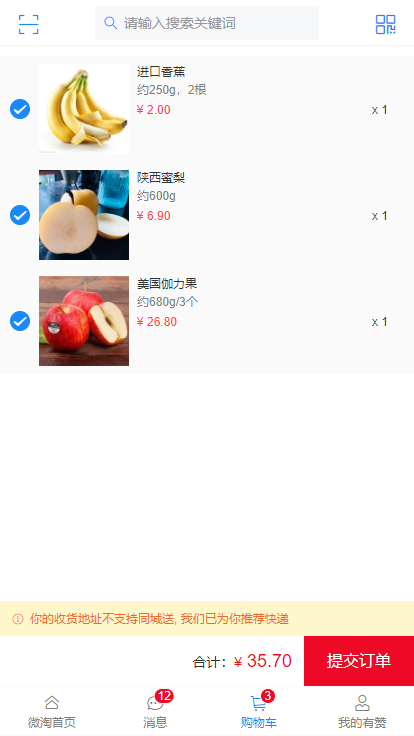 请输入搜索关键词
进口香蕉
约250g，2根
¥ 2.00
x 1
陕西蜜梨
约600g
¥ 6.90
x 1
美国伽力果
约680g/3个
¥ 26.80
x 1
你的收货地址不支持同城送, 我们已为你推荐快递
合计：¥ 35.70
提交订单
12
3
微淘首页
消息
购物车
我的有赞